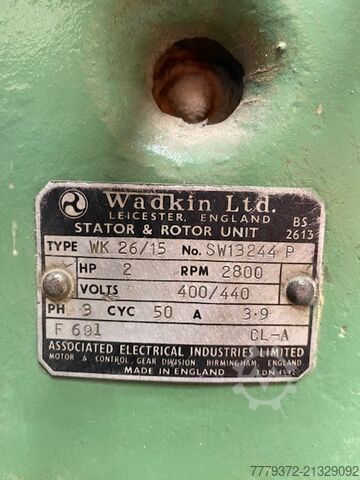 Wadkin Ltd.
LEICESTER, ENGLAND
BS
2613
STATOR & ROTOR UNIT
TYPE WK 26/15 No. SW13244 P
HP 2 RPM 2800
VOLTS 400/440
PH 3 CYC 50 A 3·9
F 691 CL-A
ASSOCIATED ELECTRICAL INDUSTRIES LIMITED
MOTOR & CONTROL GEAR DIVISION. BIRMINGHAM, ENGLAND
MADE IN ENGLAND
7779372-21329092